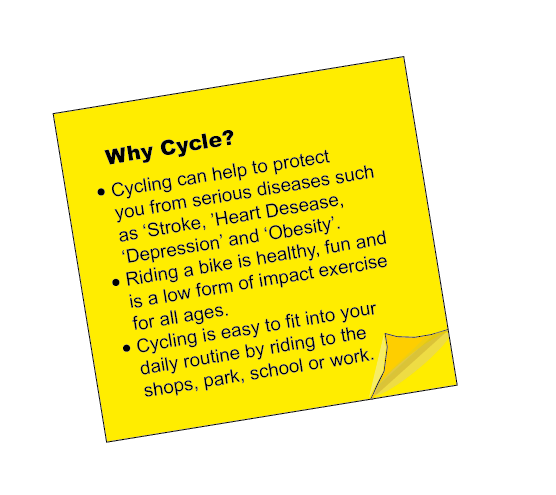 Why Cycle?
• Cycling can help to protect
you from serious diseases such
as ‘Stroke, ’Heart Desease,
‘Depression’ and ‘Obesity’.
• Riding a bike is healthy, fun and
is a low form of impact exercise
for all ages.
• Cycling is easy to fit into your
daily routine by riding to the
shops, park, school or work.